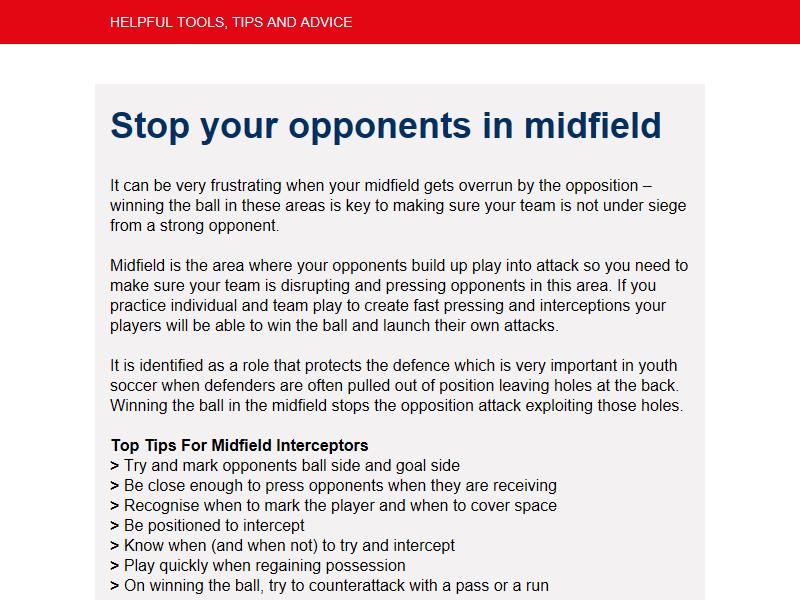 HELPFUL TOOLS, TIPS AND ADVICE
Stop your opponents in midfield
It can be very frustrating when your midfield gets overrun by the opposition –
winning the ball in these areas is key to making sure your team is not under siege
from a strong opponent.
Midfield is the area where your opponents build up play into attack so you need to
make sure your team is disrupting and pressing opponents in this area. If you
practice individual and team play to create fast pressing and interceptions your
players will be able to win the ball and launch their own attacks.
It is identified as a role that protects the defence which is very important in youth
soccer when defenders are often pulled out of position leaving holes at the back.
Winning the ball in the midfield stops the opposition attack exploiting those holes.
Top Tips For Midfield Interceptors
> Try and mark opponents ball side and goal side
> Be close enough to press opponents when they are receiving
> Recognise when to mark the player and when to cover space
> Be positioned to intercept
> Know when (and when not) to try and intercept
> Play quickly when regaining possession
> On winning the ball, try to counterattack with a pass or a run